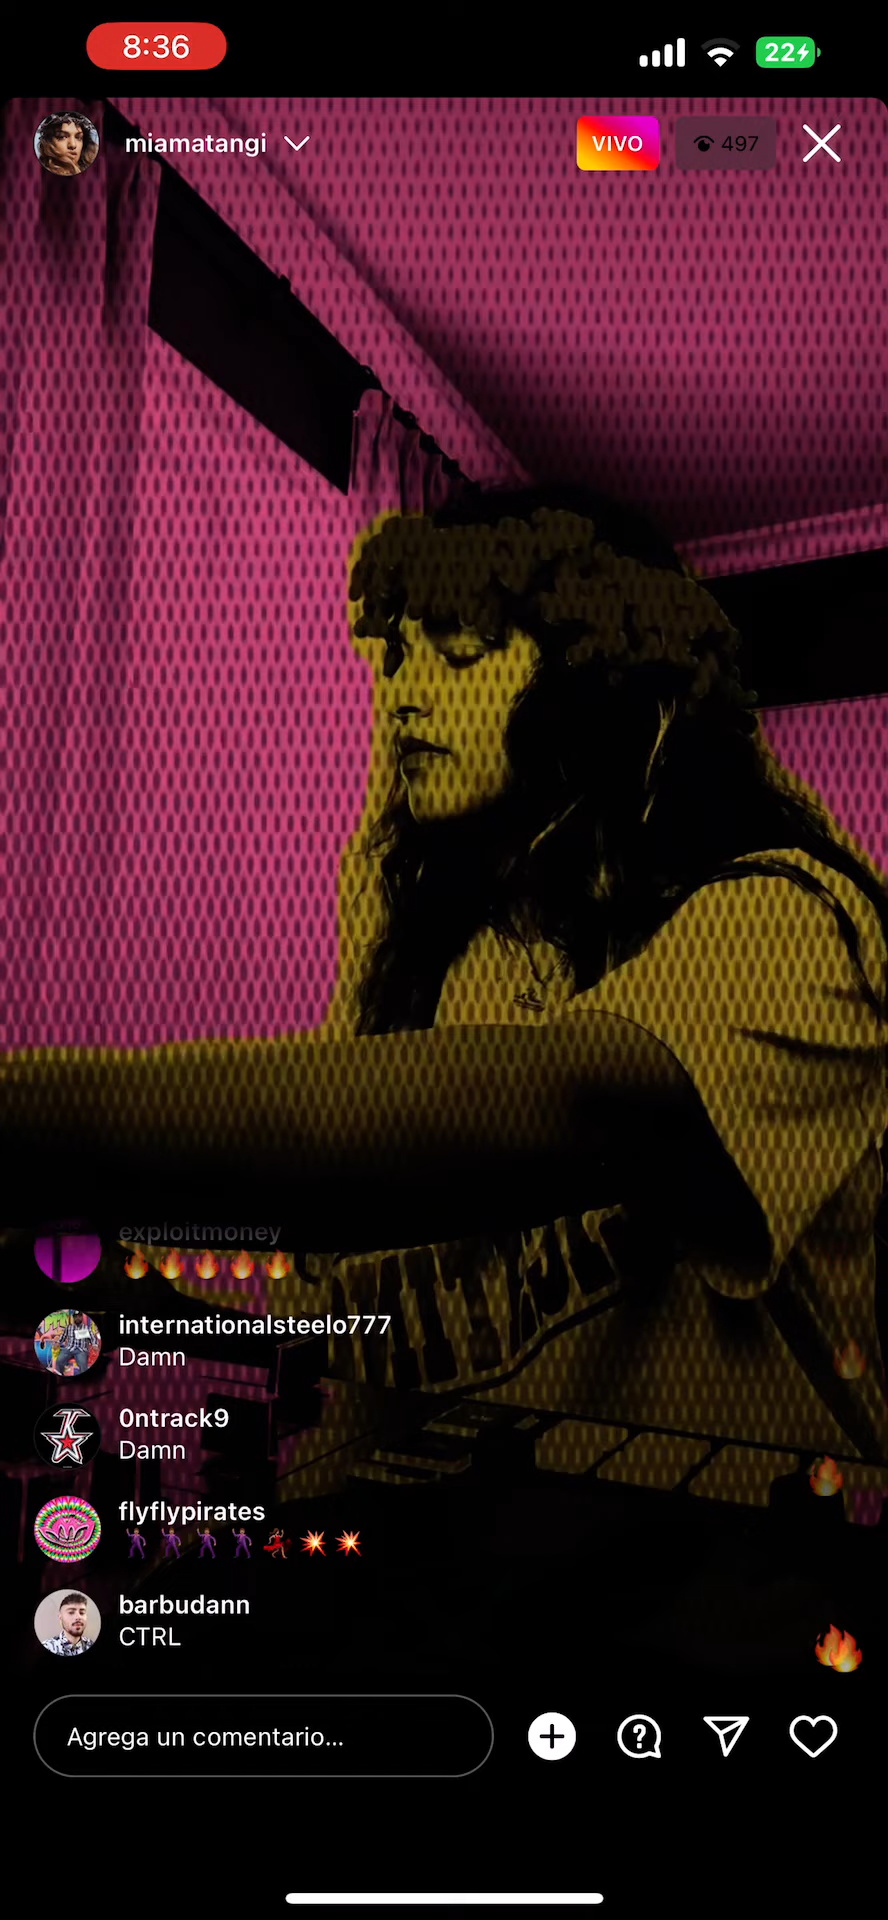 8:36
22
miamatangi
VIVO
497
exploitmoney
🔥🔥🔥🔥🔥
internationalsteelo777
Damn
0ntrack9
Damn
flyflypirates
🕺🏽🕺🏽🕺🏽🕺🏽💃🏽💥💥
barbudann
CTRL
Agrega un comentario...